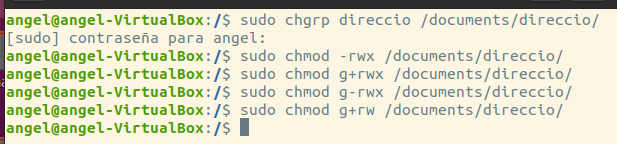 angel@angel-VirtualBox:/$ sudo chgrp direccio /documents/direccio/
[sudo] contraseña para angel:
angel@angel-VirtualBox:/$ sudo chmod -rwx /documents/direccio/
angel@angel-VirtualBox:/$ sudo chmod g+rwx /documents/direccio/
angel@angel-VirtualBox:/$ sudo chmod g-rwx /documents/direccio/
angel@angel-VirtualBox:/$ sudo chmod g+rw /documents/direccio/
angel@angel-VirtualBox:/$